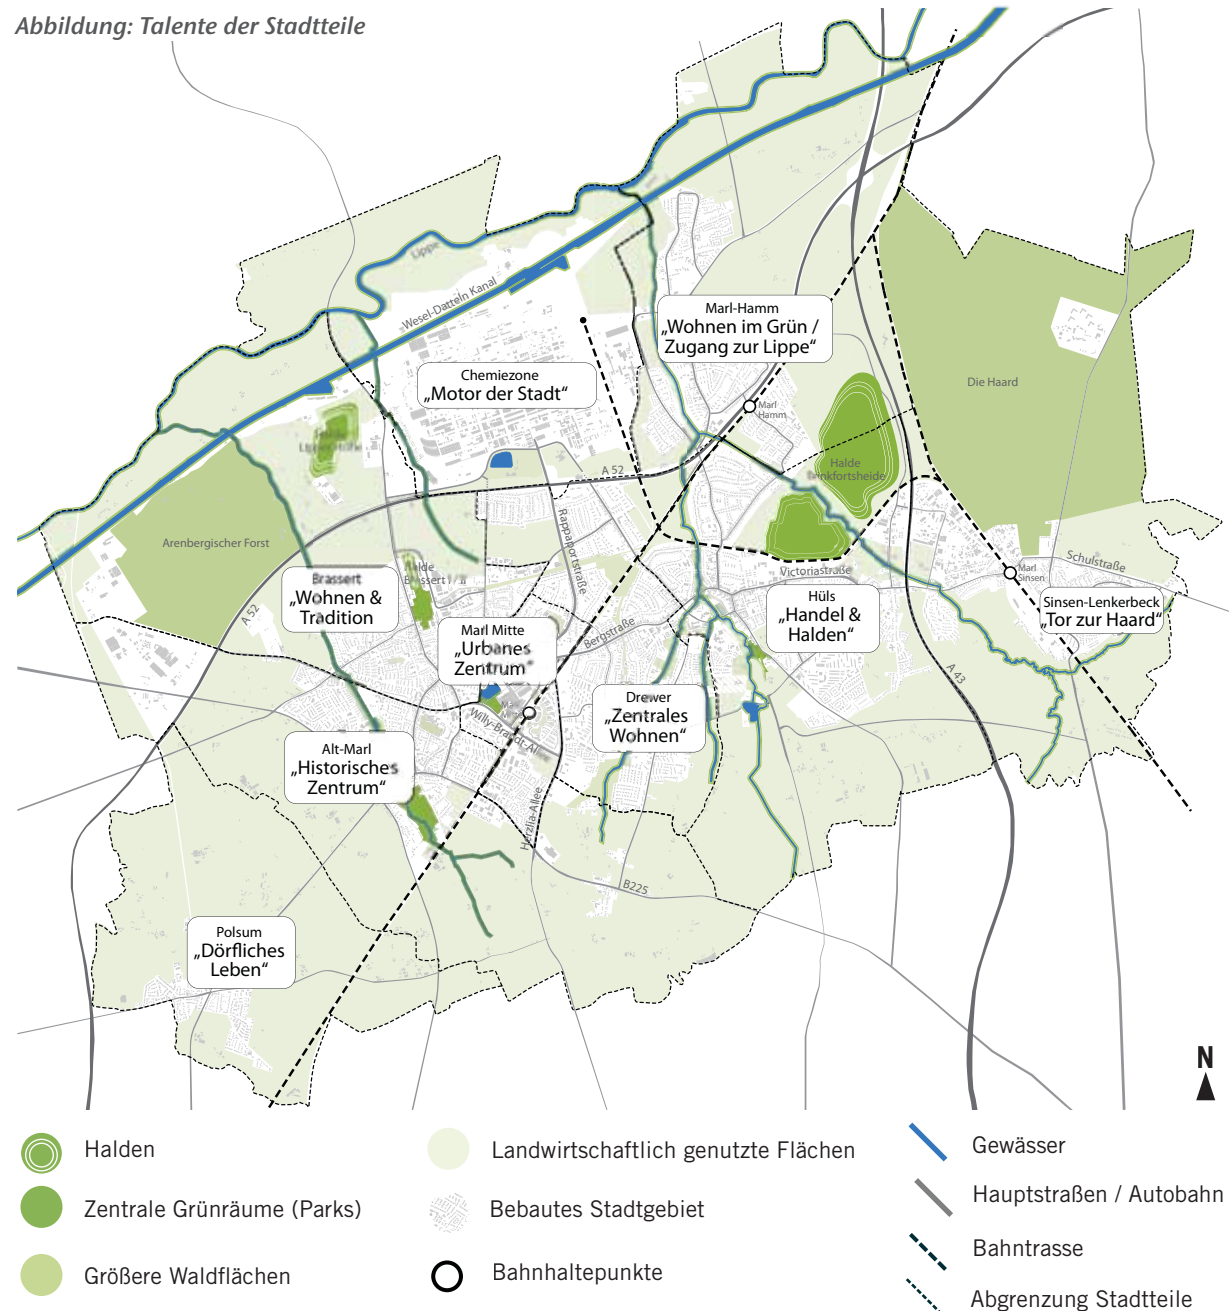 Abbildung: Talente der Stadtteile
Lippe
Wesel-Datteln Kanal
Marl-Hamm
„Wohnen im Grün /
Zugang zur Lippe“
Chemiezone
„Motor der Stadt“
Die Haard
Marl
Hamm
Halde
A 52
Halde
Arenbergischer Forst
Rappaportstraße
Victoriastraße
Schulstraße
Marl
Sinsen
Halde
Brassert I / II
Brassert
„Wohnen &
Tradition
A 52
Hüls
„Handel &
Halden“
Sinsen-Lenkerbeck
„Tor zur Haard“
Marl Mitte
„Urbanes
Zentrum“
Bergstraße
A 43
Drewer
„Zentrales
Wohnen“
Willy-Brandt-Allee
Alt-Marl
„Historisches
Zentrum“
Herzlia-Allee
B225
Polsum
„Dörfliches
Leben“
N
Halden
Zentrale Grünräume (Parks)
Größere Waldflächen
Landwirtschaftlich genutzte Flächen
Bebautes Stadtgebiet
Bahnhaltepunkte
Gewässer
Hauptstraßen / Autobahn
Bahntrasse
Abgrenzung Stadtteile